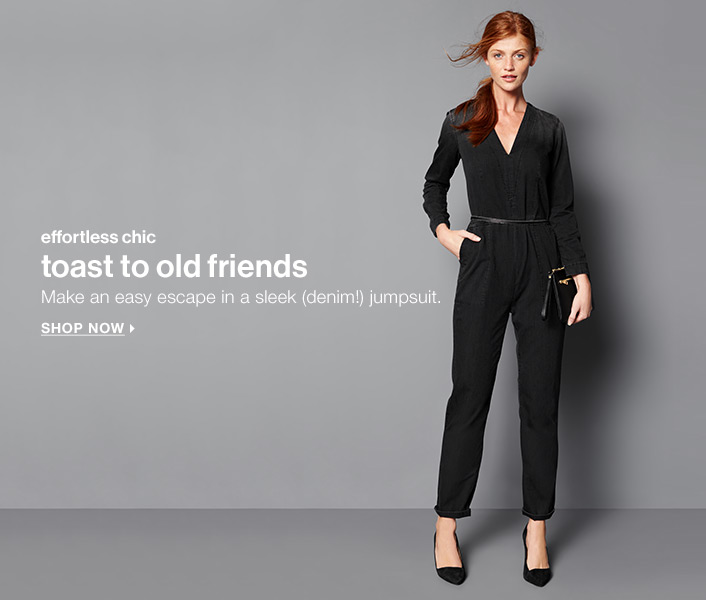 effortless chic
toast to old friends
Make an easy escape in a sleek (denim!) jumpsuit.
SHOP NOW